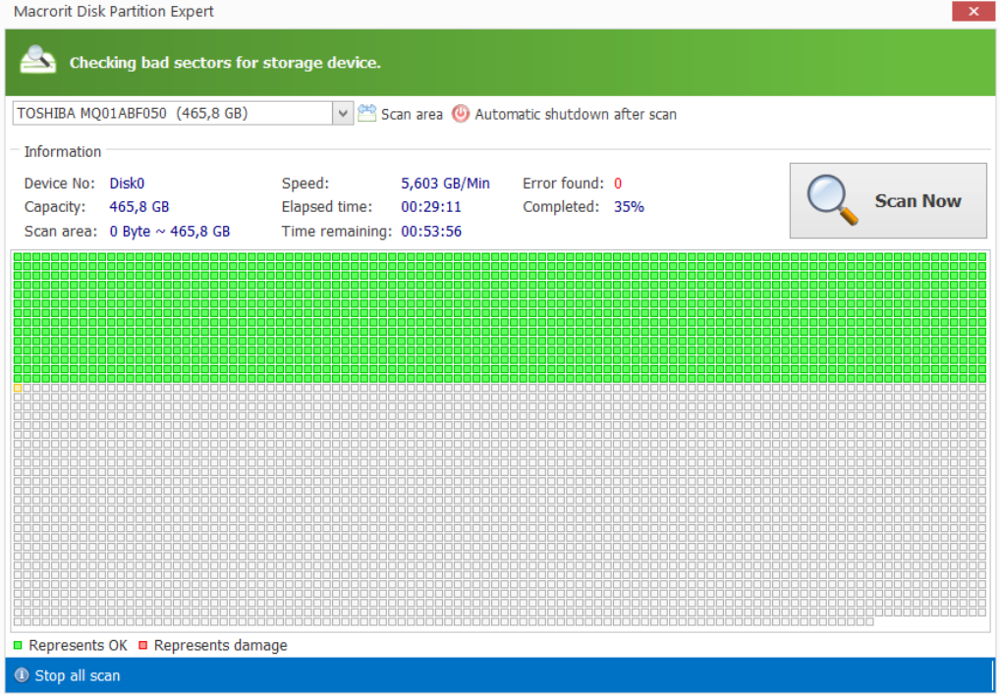 Macrorit Disk Partition Expert
Checking bad sectors for storage device.
TOSHIBA MQ01ABF050 (465,8 GB) Scan area Automatic shutdown after scan
Information
Device No: Disk0 Speed: 5,603 GB/Min Error found: 0
Capacity: 465,8 GB Elapsed time: 00:29:11 Completed: 35%
Scan Now
Scan area: 0 Byte ~ 465,8 GB Time remaining: 00:53:56
Represents OK Represents damage
Stop all scan